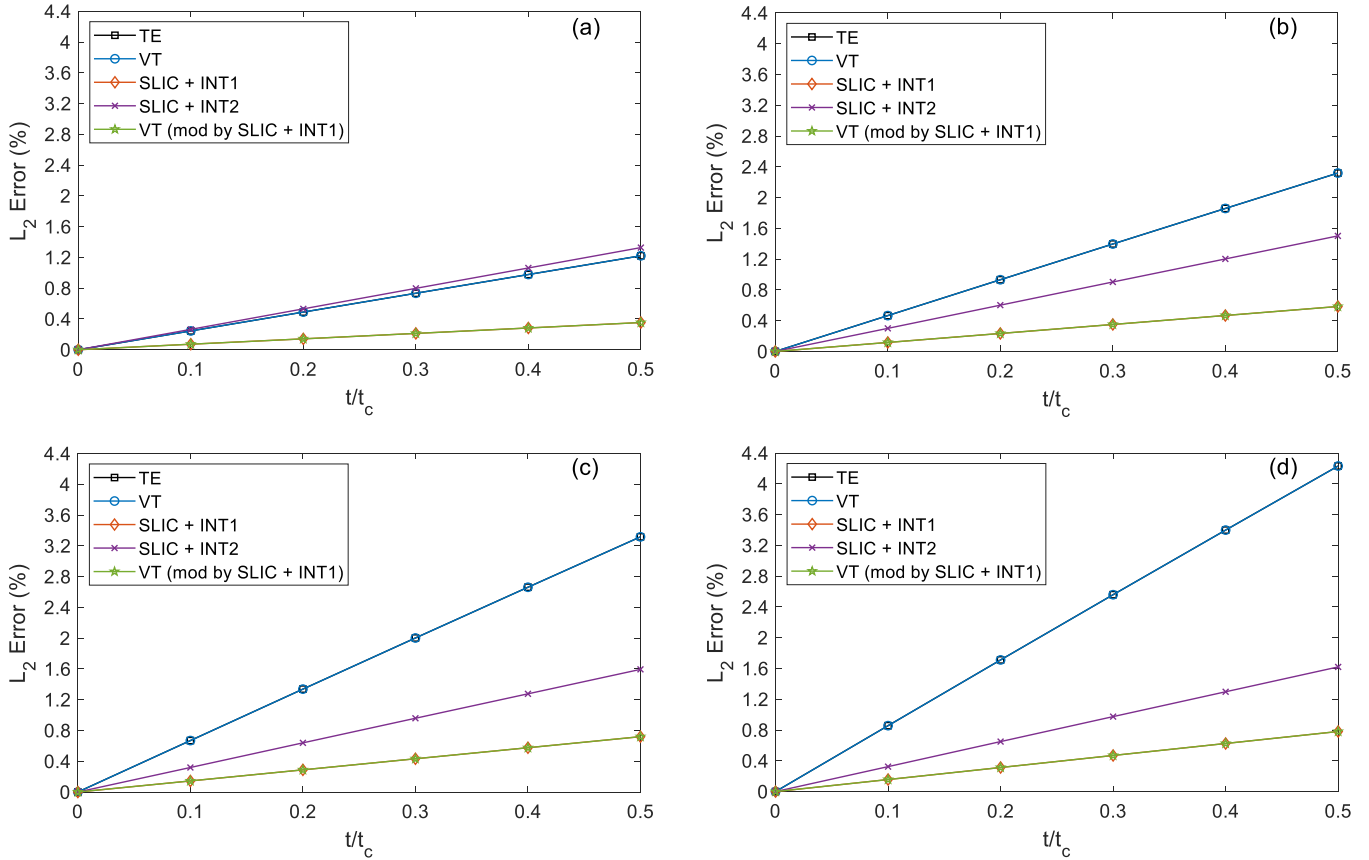 (a)
L2 Error (%)
4.4
4
3.6
3.2
2.8
2.4
2
1.6
1.2
0.8
0.4
0
TE
VT
SLIC + INT1
SLIC + INT2
VT (mod by SLIC + INT1)
0 0.1 0.2 0.3 0.4 0.5
t/tc
(b)
L2 Error (%)
4.4
4
3.6
3.2
2.8
2.4
2
1.6
1.2
0.8
0.4
0
TE
VT
SLIC + INT1
SLIC + INT2
VT (mod by SLIC + INT1)
0 0.1 0.2 0.3 0.4 0.5
t/tc
(c)
L2 Error (%)
4.4
4
3.6
3.2
2.8
2.4
2
1.6
1.2
0.8
0.4
0
TE
VT
SLIC + INT1
SLIC + INT2
VT (mod by SLIC + INT1)
0 0.1 0.2 0.3 0.4 0.5
t/tc
(d)
L2 Error (%)
4.4
4
3.6
3.2
2.8
2.4
2
1.6
1.2
0.8
0.4
0
TE
VT
SLIC + INT1
SLIC + INT2
VT (mod by SLIC + INT1)
0 0.1 0.2 0.3 0.4 0.5
t/tc